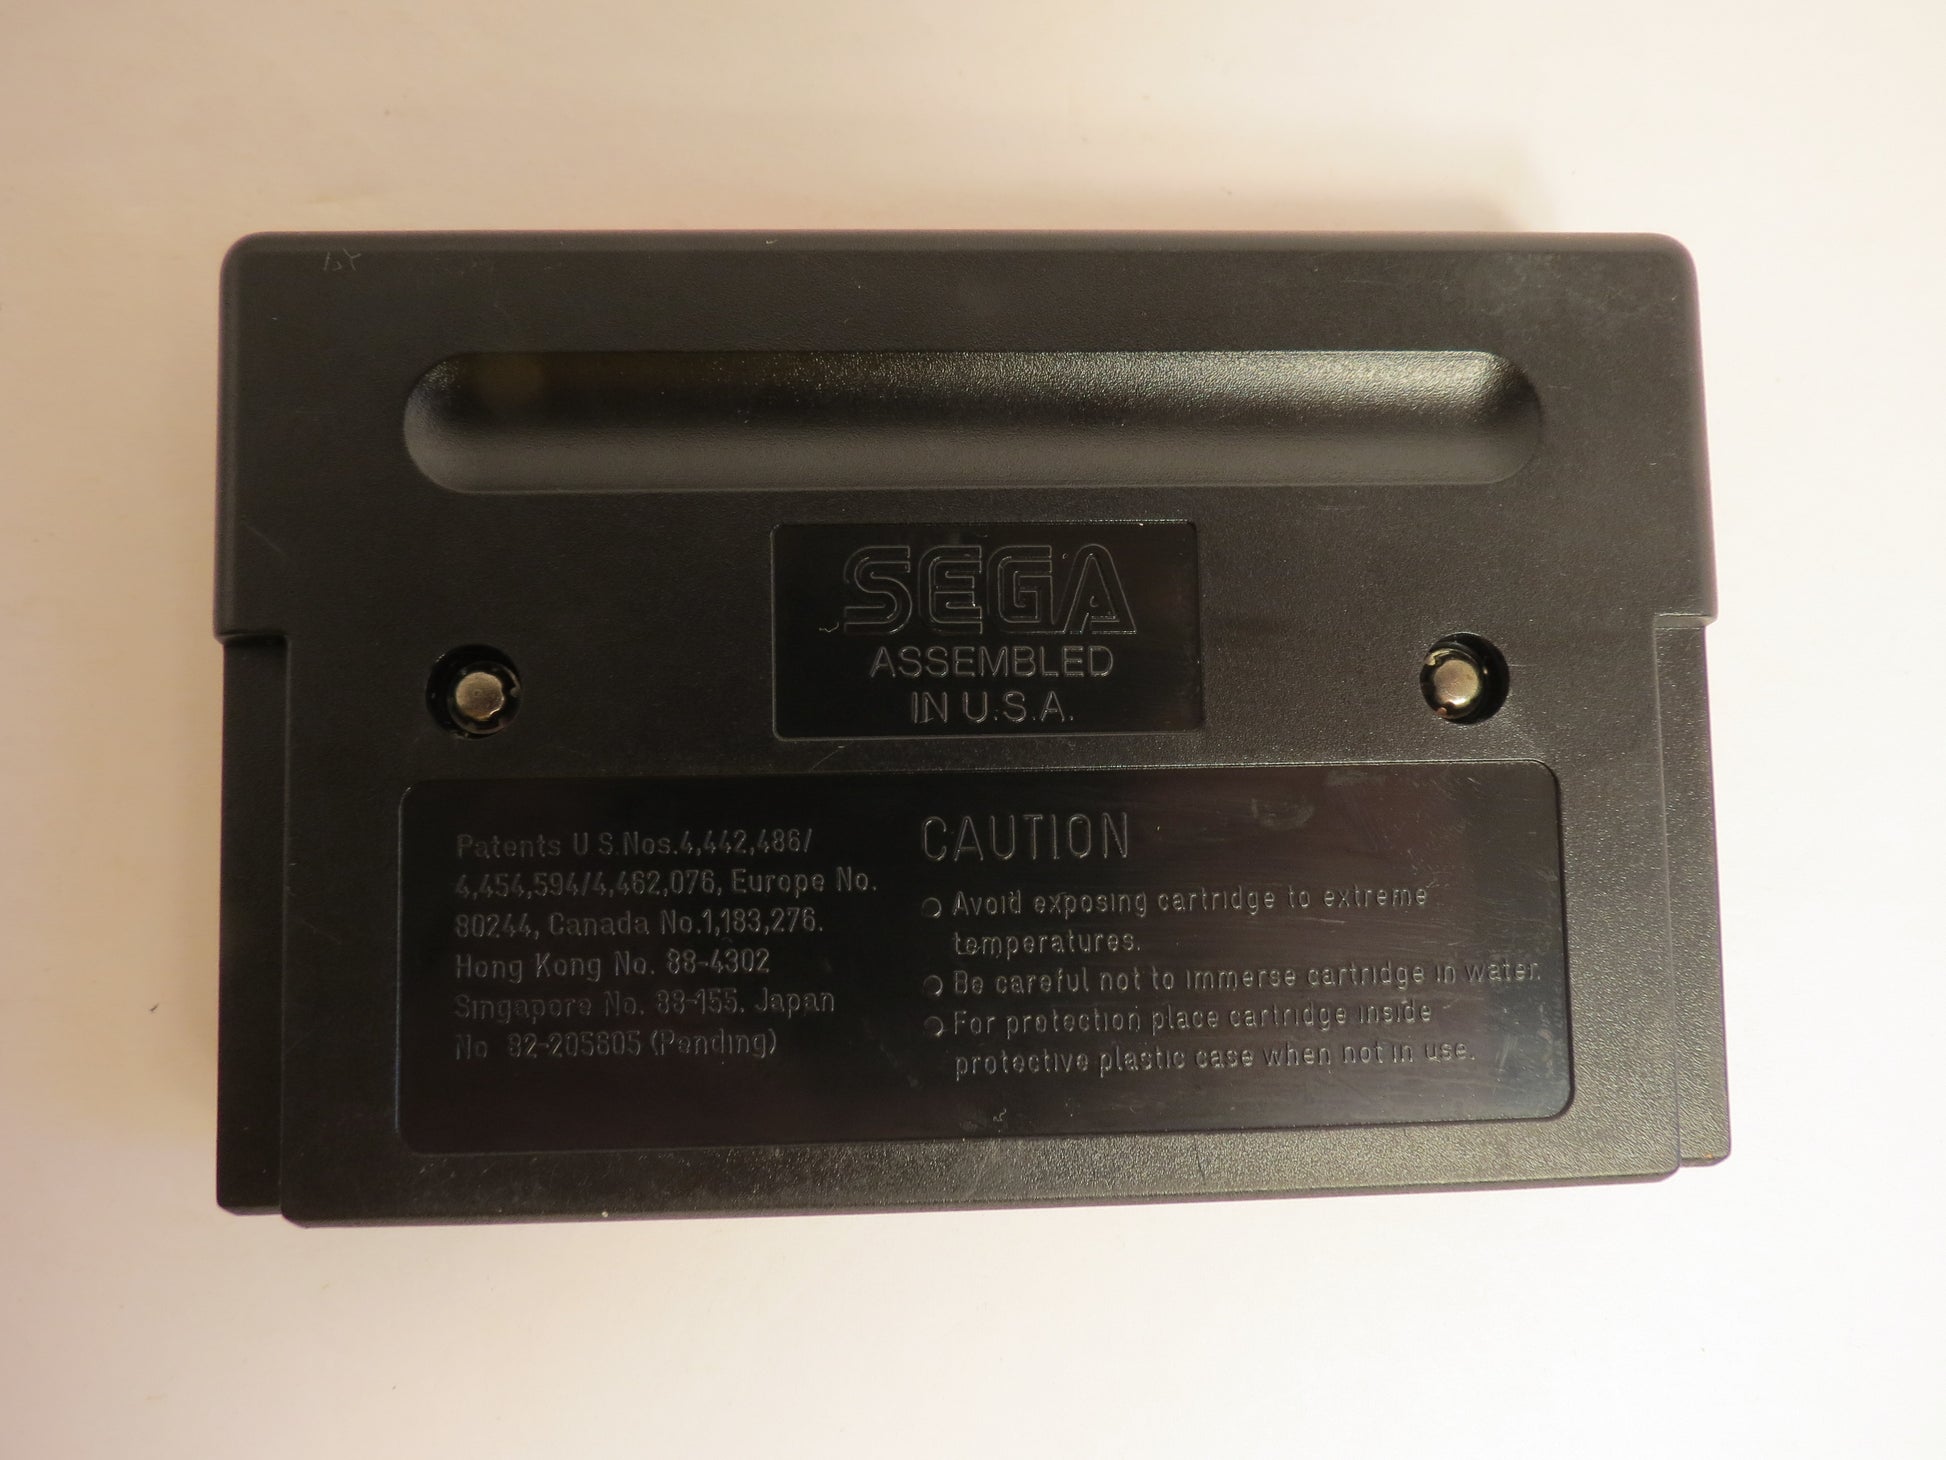 SEGA
ASSEMBLED
IN U.S.A.
Patents U.S.Nos.4,442,486/
4,454,594/4,462,076, Europe No.
80244, Canada No.1,183,276.
Hong Kong No. 88-4302
Singapore No. 88-155. Japan
No 82-205605 (Pending)
CAUTION
Avoid exposing cartridge to extreme
temperatures.
Be careful not to immerse cartridge in water.
For protection place cartridge inside
protective plastic case when not in use.